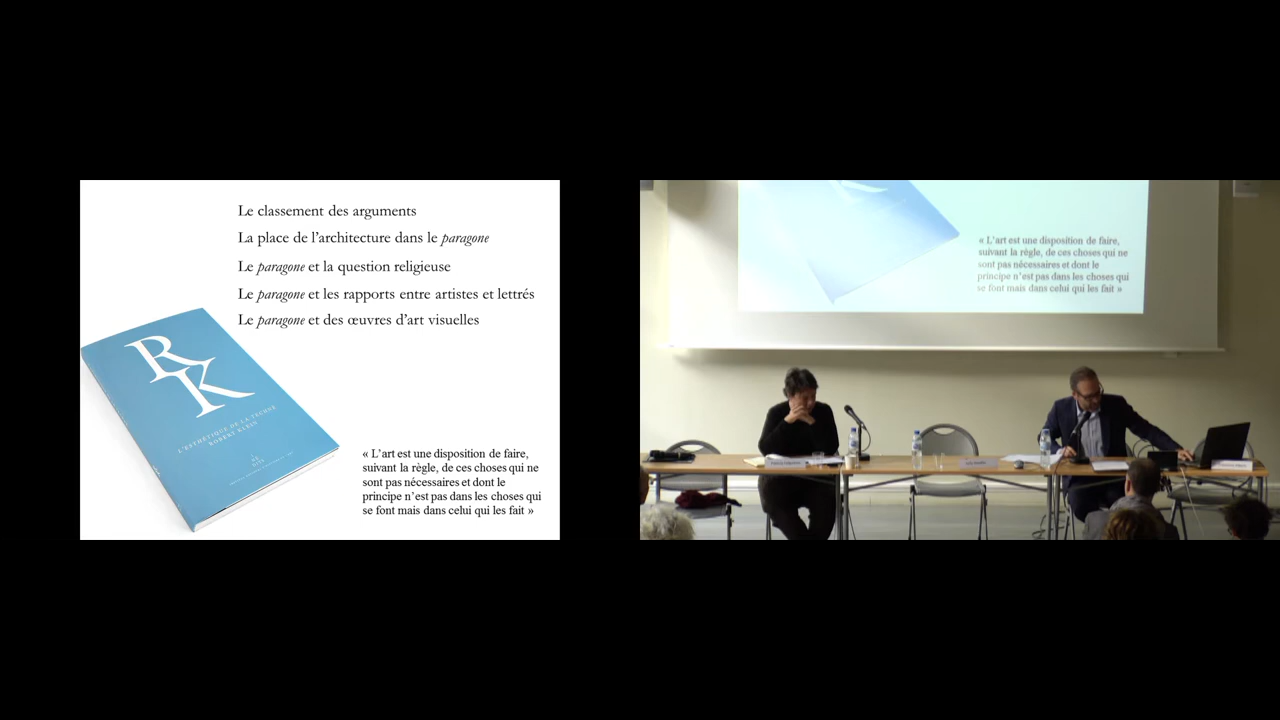 Le classement des arguments
La place de l’architecture dans le paragone
Le paragone et la question religieuse
Le paragone et les rapports entre artistes et lettrés
Le paragone et des œuvres d’art visuelles
RK
L'ESTHÉTIQUE DE LA TECHNÉ
ROBERT KLEIN
« L’art est une disposition de faire,
suivant la règle, de ces choses qui ne
sont pas nécessaires et dont le
principe n’est pas dans les choses qui
se font mais dans celui qui les fait »
« L’art est une disposition de faire,
suivant la règle, de ces choses qui ne
sont pas nécessaires et dont le
principe n’est pas dans les choses qui
se font mais dans celui qui les fait »